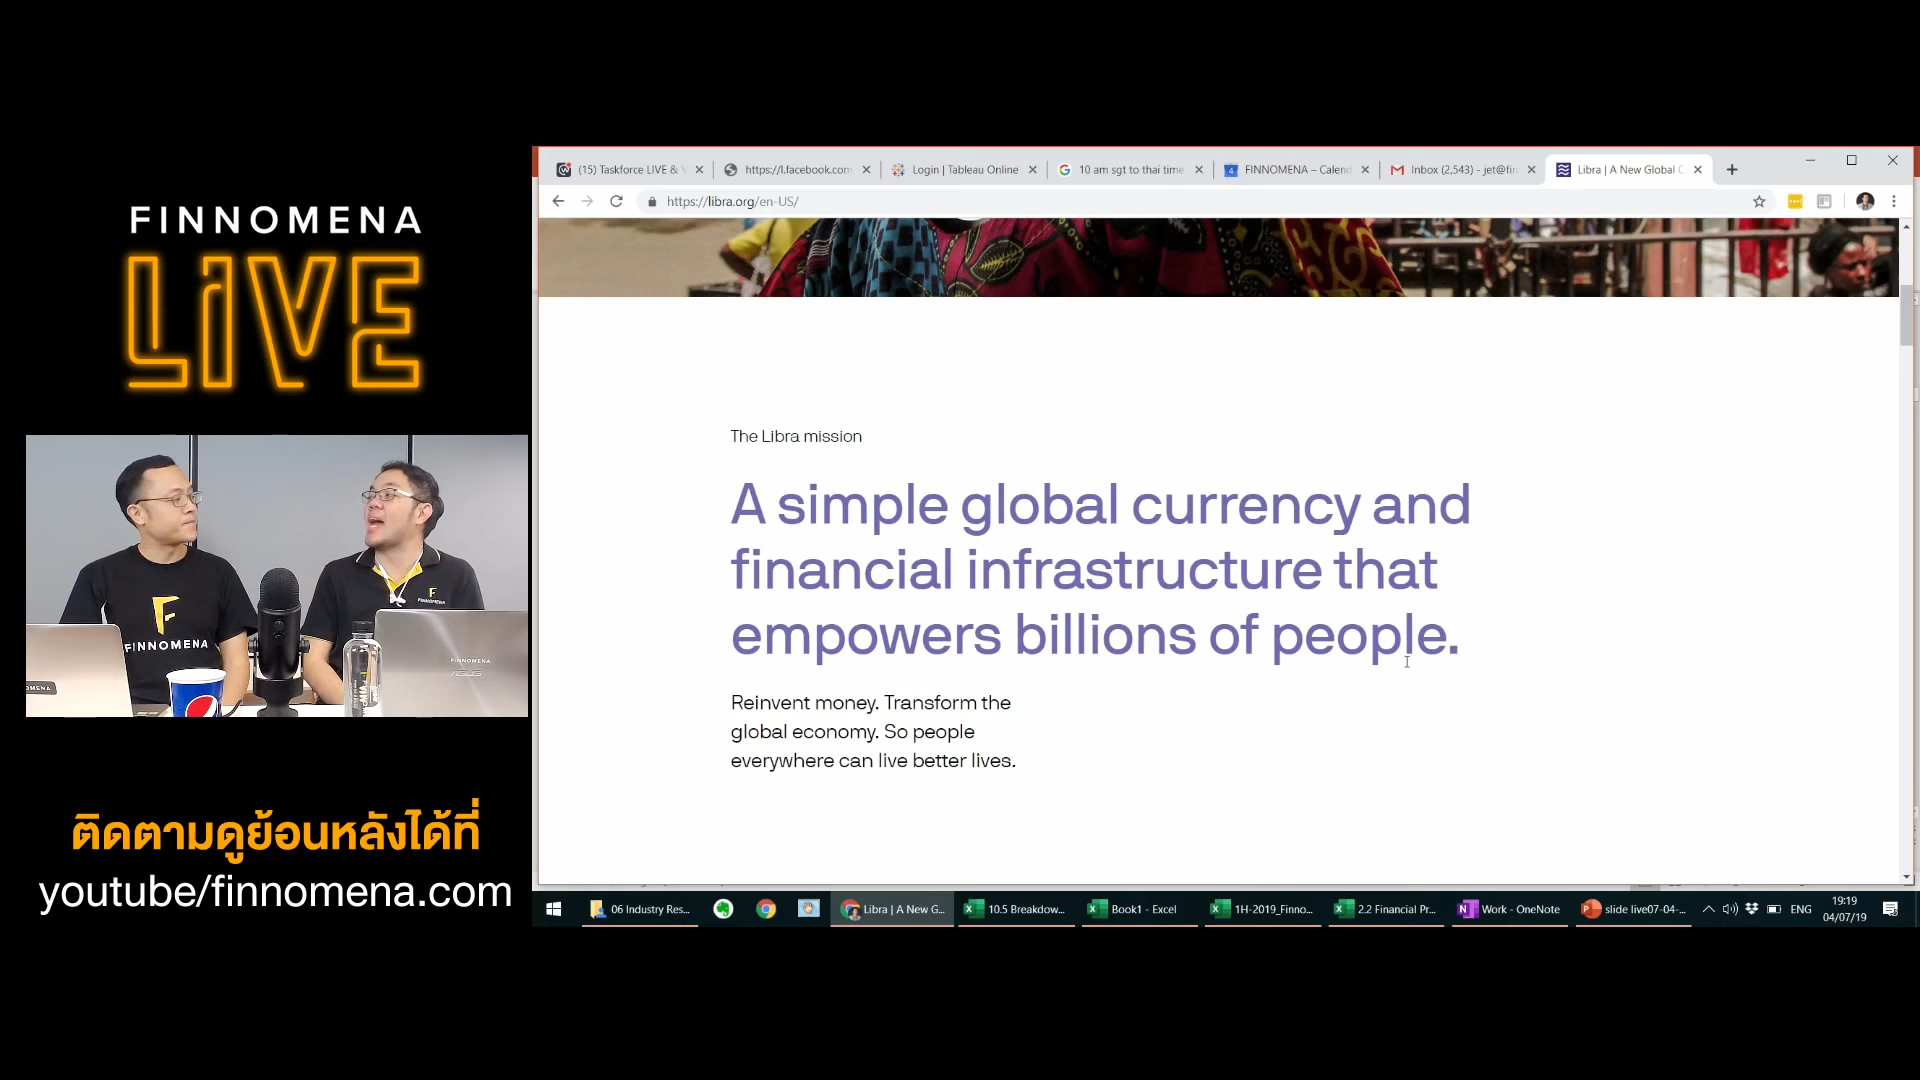 FINNOMENA
LIVE
FINNOMENA
F
FINNOMENA
FINNOMENA
ASUS
ติดตามดูย้อนหลังได้ที่
youtube/finnomena.com
(15) Taskforce LIVE & V
https://l.facebook.com
Login | Tableau Online
10 am sgt to thai time
FINNOMENA – Calend
Inbox (2,543) - jet@fin
Libra | A New Global C
https://libra.org/en-US/
The Libra mission
A simple global currency and
financial infrastructure that
empowers billions of people.
Reinvent money. Transform the
global economy. So people
everywhere can live better lives.
06 Industry Res...
Libra | A New G...
10.5 Breakdow...
Book1 - Excel
1H-2019_Finno...
2.2 Financial Pr...
Work - OneNote
slide live07-04-...
ENG
19:19
04/07/19